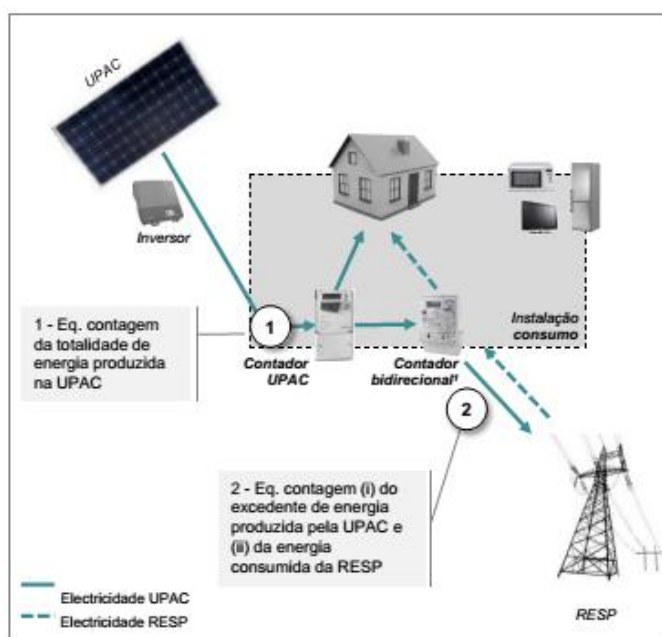 UPAC
Inversor
1 - Eq. contagem
da totalidade de
energia produzida
na UPAC
1
Contador
UPAC
Contador
bidirecional¹
Instalação
consumo
2
2 - Eq. contagem (i) do
excedente de energia
produzida pela UPAC e
(ii) da energia
consumida da RESP
Electricidade UPAC
Electricidade RESP
RESP